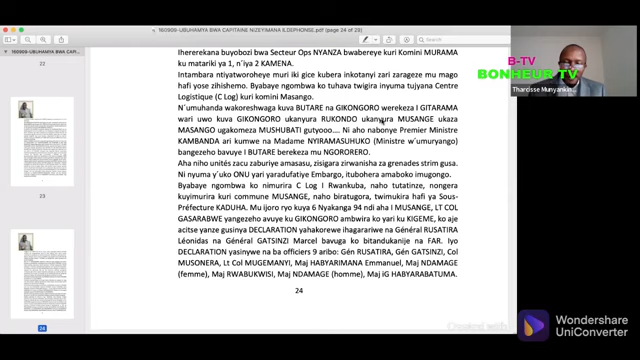 160909-UBUHAMYA BWA CAPITAINE NIZEYIMANA ILDEPHONSE.pdf (page 24 of 29)
160909-UBUHAMYA BWA CAP
22
23
24
Ihererekana buyobozi bwa Secteur Ops NYANZA bwabereye kuri Komini MURAMA
ku matariki ya 1, n´iya 2 KAMENA.
Intambara ntiyatworoheye muri iki gice kubera inkotanyi zari zarageze mu mago
hafi yose zihishemo. Byabaye ngombwa ko tuhava twigira inyuma tujyana Centre
Logistique (C Log) kuri komini Masango.
N´umuhanda wakoreshwaga kuva BUTARE na GIKONGORO werekeza I GITARAMA
wari uwo kuva GIKONGORO ukanyura RUKONDO ukanyura MUSANGE ukaza
MASANGO ugakomeza MUSHUBATI gutyooo.... Ni aho nabonye Premier Ministre
KAMBANDA ari kumwe na Madame NYIRAMASUHUKO (Ministre w´umuryango)
bangezeho bavuye I BUTARE berekeza mu NGORORERO.
Aha niho unités zacu zaburiye amasasu, zisigara zirwanisha za grenades strim gusa.
Ni nyuma y´uko ONU yari yaradufatiye Embargo, itubohera amaboko imugongo.
Byabaye ngombwa ko nimurira C Log I Rwankuba, naho tutatinze, nongera
kuyimurira kuri commune MUSANGE, naho biratugora, twimukira hafi ya Sous-
Préfecture KADUHA. Mu ijoro ryo kuya 6 Nyakanga 94 ndi aha I MUSANGE, LT COL
GASARABWE yangezeho avuye ku GIKONGORO ambwira ko yari ku KIGEME, ko aje
acitse yanze gusinya DECLARATION yahakorewe ihagarariwe na Général RUSATIRA
Léonidas na Général GATSINZI Marcel bavuga ko bitandukanije na FAR. Iyo
DECLARATION yasinywe na ba officiers 9 aribo: Gén RUSATIRA, Gén GATSINZI, Col
MUSONERA, Lt Col MUGEMANYI, Maj HABYARIMANA Emmanuel, Maj NDAMAGE
(femme), Maj RWABUKWISI, Maj NDAMAGE (homme), Maj iG HABYARABATUMA.
24
B-TV
BONHEUR TV
Tharcisse Munyankin
Wondershare
UniConverter